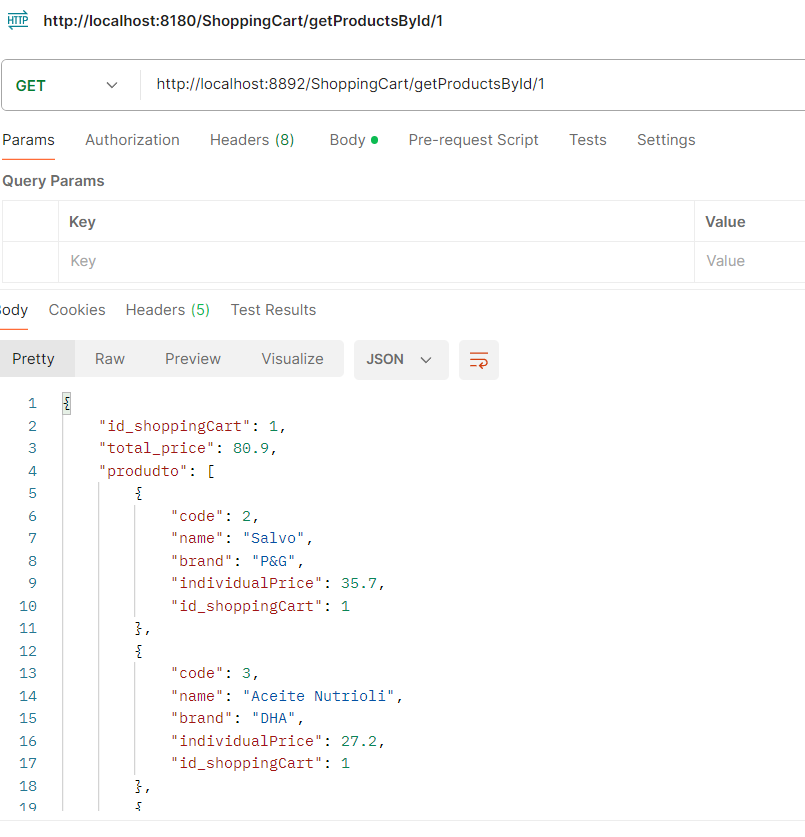 HTTP http://localhost:8180/ShoppingCart/getProductsById/1
GET http://localhost:8892/ShoppingCart/getProductsById/1
Params Authorization Headers (8) Body Pre-request Script Tests Settings
Query Params
Key Value
Key Value
ody Cookies Headers (5) Test Results
Pretty Raw Preview Visualize JSON
1 {
2 "id_shoppingCart": 1,
3 "total_price": 80.9,
4 "produdto": [
5 {
6 "code": 2,
7 "name": "Salvo",
8 "brand": "P&G",
9 "individualPrice": 35.7,
10 "id_shoppingCart": 1
11 },
12 {
13 "code": 3,
14 "name": "Aceite Nutrioli",
15 "brand": "DHA",
16 "individualPrice": 27.2,
17 "id_shoppingCart": 1
18 },
19 {